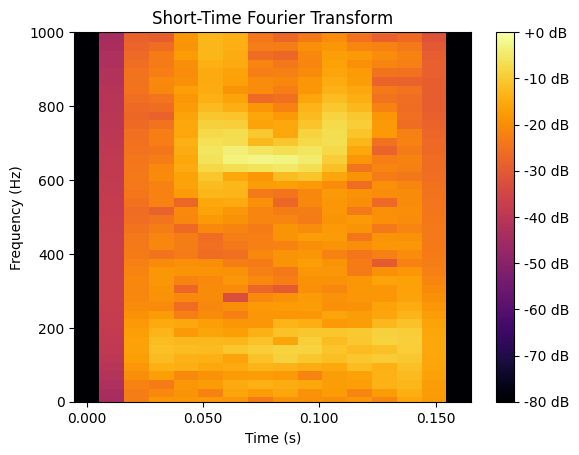 Short-Time Fourier Transform
1000
800
600
400
200
0
Frequency (Hz)
0.000
0.050
0.100
0.150
Time (s)
+0 dB
-10 dB
-20 dB
-30 dB
-40 dB
-50 dB
-60 dB
-70 dB
-80 dB